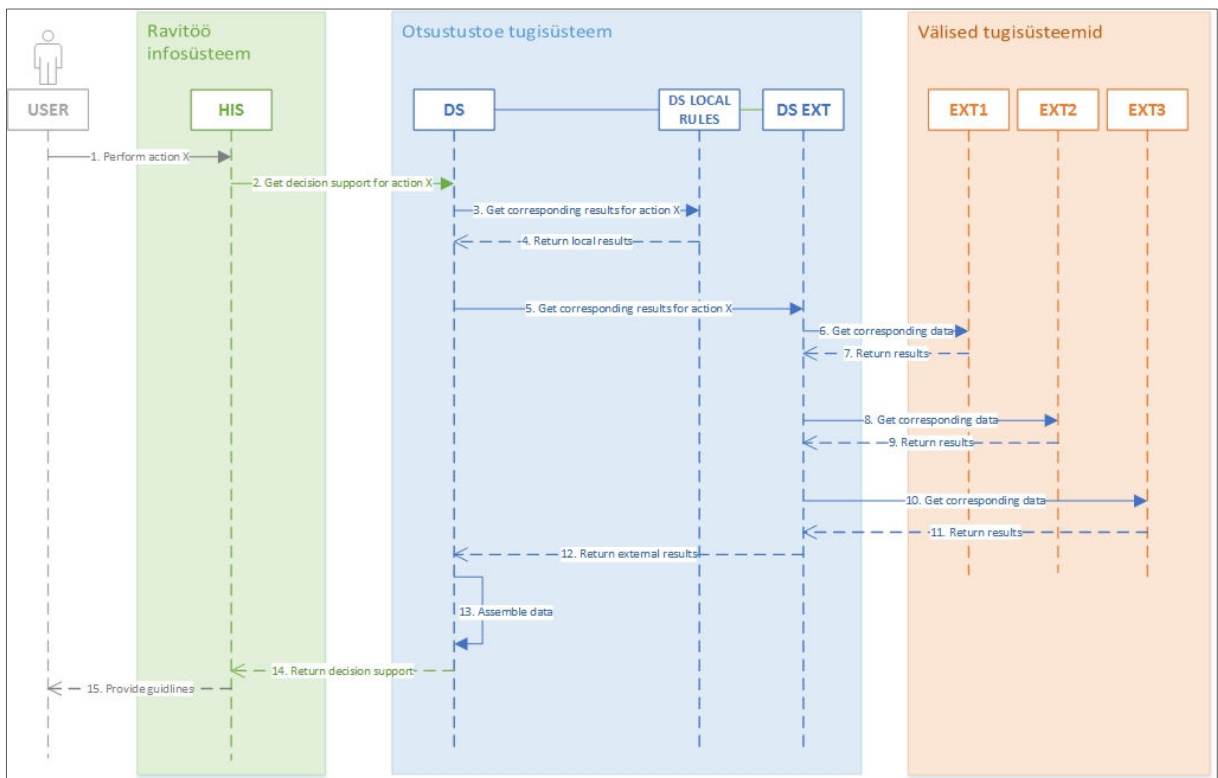 Ravitöö
infosüsteem
Otsustustoe tugisüsteem
Välised tugisüsteemid
USER
HIS
DS
DS LOCAL
RULES
DS EXT
EXT1
EXT2
EXT3
1. Perform action X
2. Get decision support for action X
3. Get corresponding results for action X
4. Return local results
5. Get corresponding results for action X
6. Get corresponding data
7. Return results
8. Get corresponding data
9. Return results
10. Get corresponding data
11. Return results
12. Return external results
13. Assemble data
14. Return decision support
15. Provide guidlines